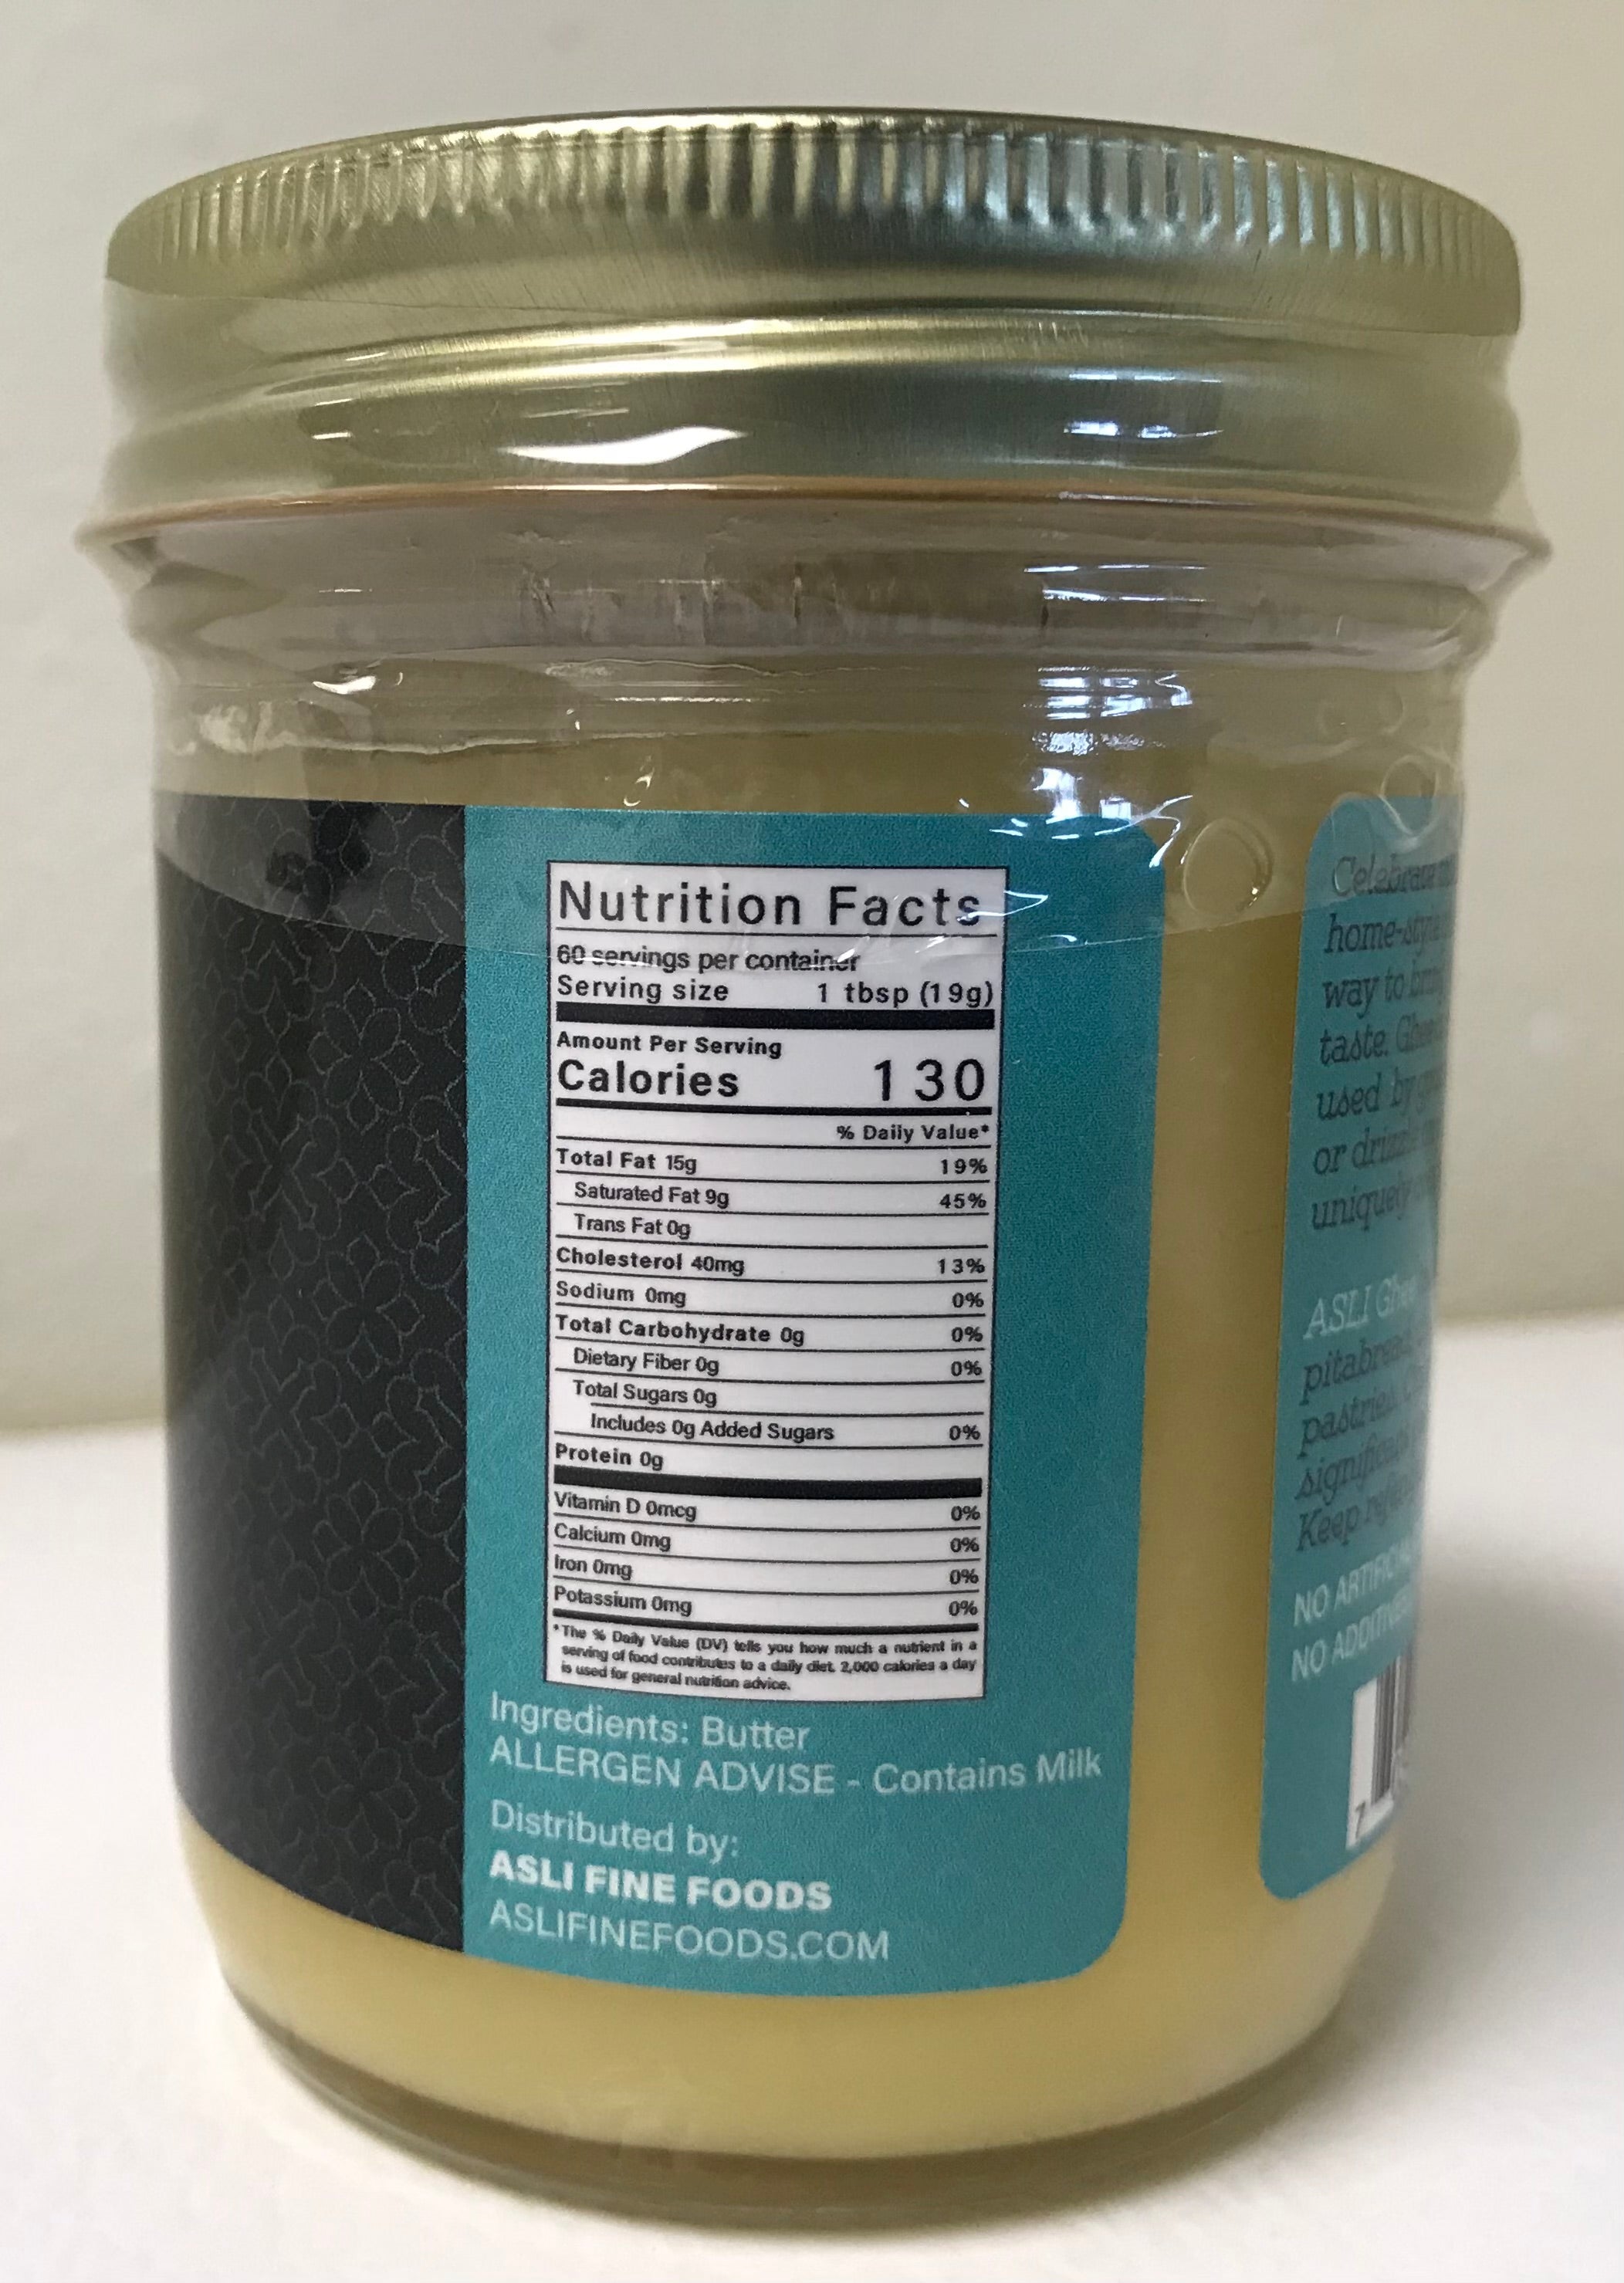 Nutrition Facts
60 servings per container
Serving size 1 tbsp (19g)
Amount Per Serving
Calories 130
% Daily Value*
Total Fat 15g 19%
Saturated Fat 9g 45%
Trans Fat 0g
Cholesterol 40mg 13%
Sodium 0mg 0%
Total Carbohydrate 0g 0%
Dietary Fiber 0g 0%
Total Sugars 0g
Includes 0g Added Sugars 0%
Protein 0g
Vitamin D 0mcg 0%
Calcium 0mg 0%
Iron 0mg 0%
Potassium 0mg 0%
*The % Daily Value (DV) tells you how much a nutrient in a
serving of food contributes to a daily diet. 2,000 calories a day
is used for general nutrition advice.
Ingredients: Butter
ALLERGEN ADVISE - Contains Milk
Distributed by:
ASLI FINE FOODS
ASLIFINEFOODS.COM
Celebrate
home-style
way to
taste.
used by
or
uniquely
ASLI
Keep
NO
NO
7